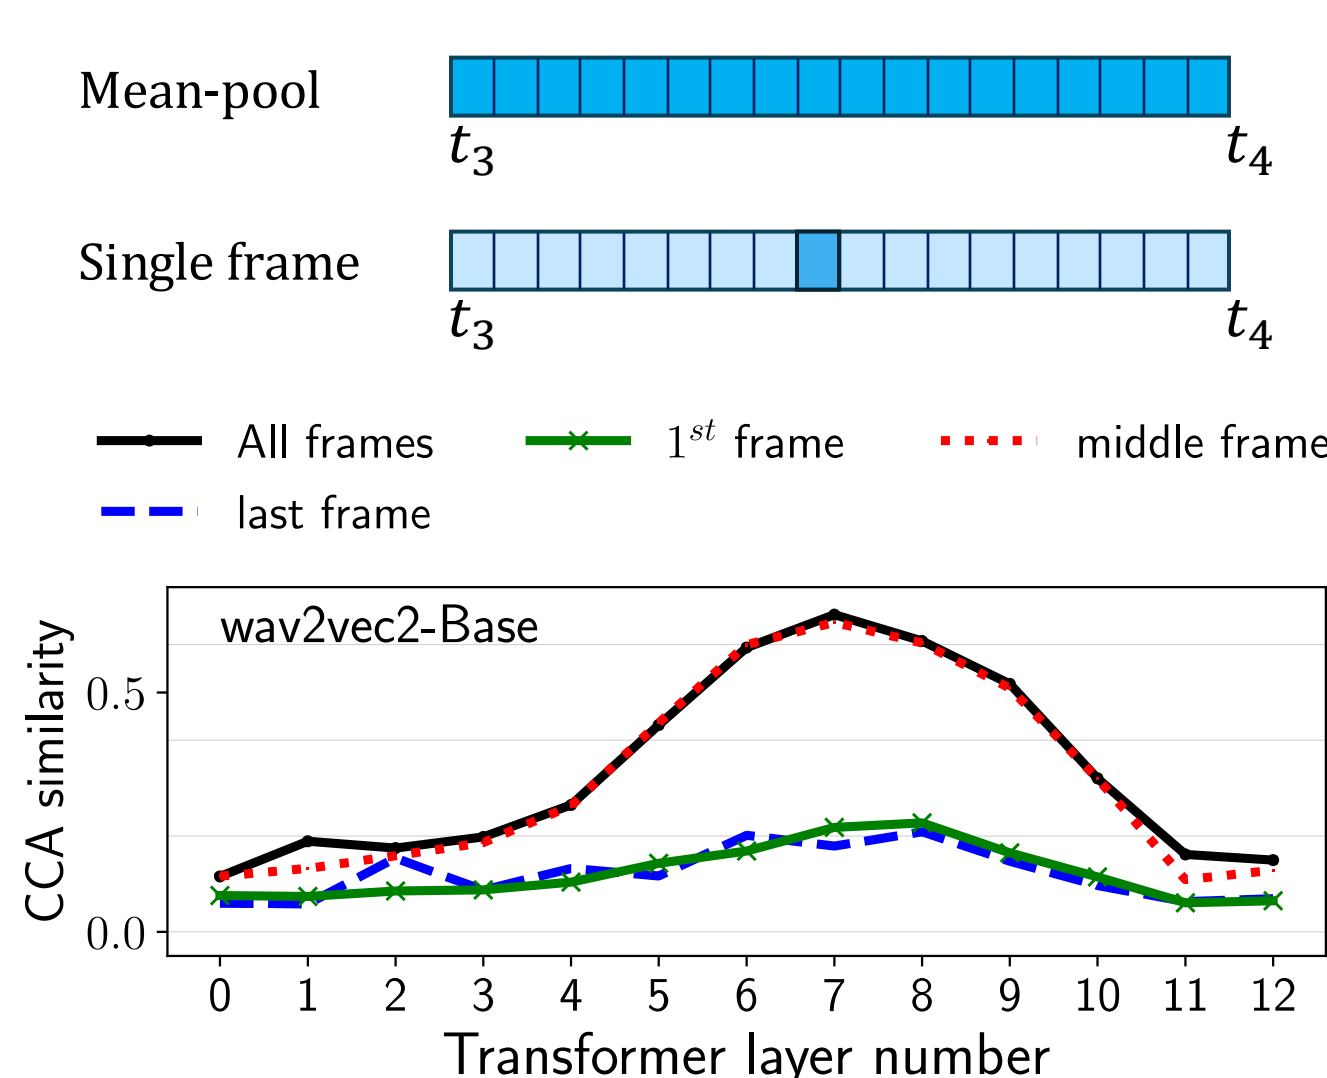 Mean-pool
t3 t4
Single frame
t3 t4
All frames 1st frame middle frame
last frame
wav2vec2-Base
CCA similarity
0.5
0.0
0 1 2 3 4 5 6 7 8 9 10 11 12
Transformer layer number